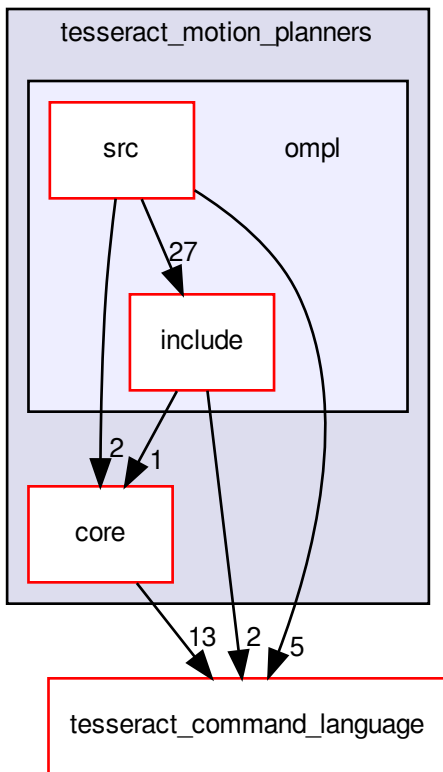 tesseract_motion_planners
src
ompl
27
include
2
1
core
13
2
5
tesseract_command_language